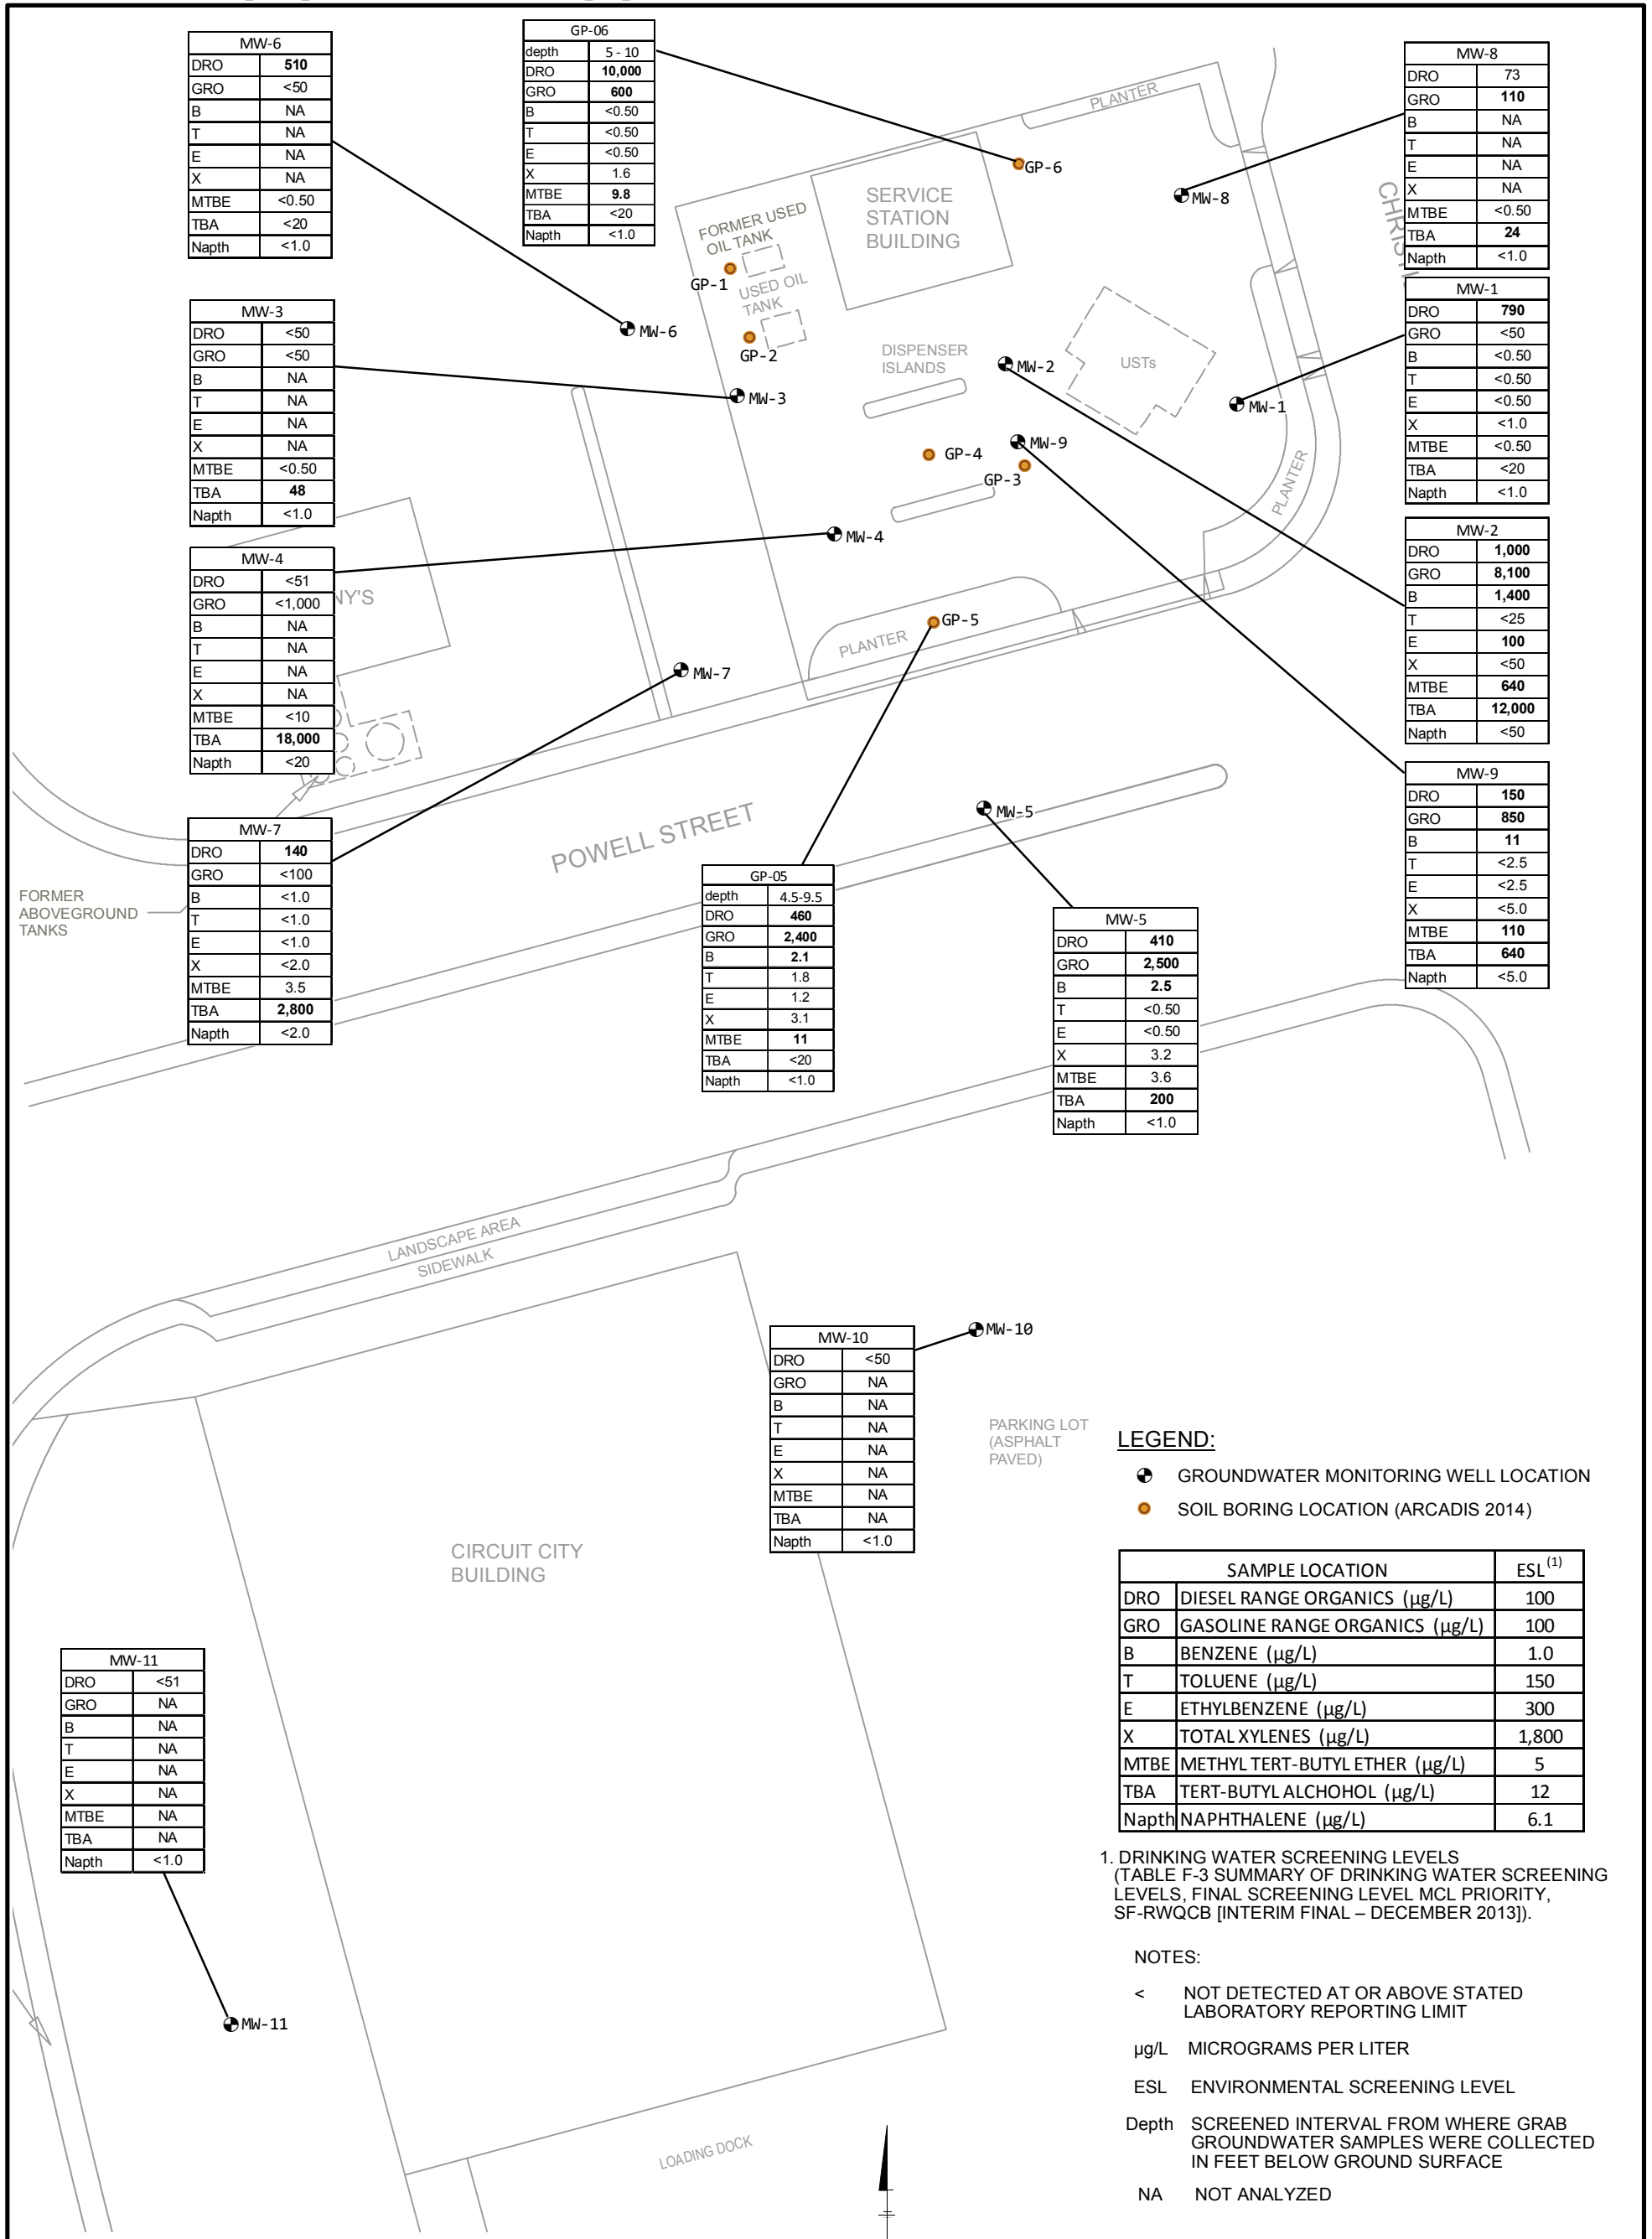 MW-6
DRO 510
GRO <50
B NA
T NA
E NA
X NA
MTBE <0.50
TBA <20
Napth <1.0
GP-06
depth 5 - 10
DRO 10,000
GRO 600
B <0.50
T <0.50
E <0.50
X 1.6
MTBE 9.8
TBA <20
Napth <1.0
MW-8
DRO 73
GRO 110
B NA
T NA
E NA
X NA
MTBE <0.50
TBA 24
Napth <1.0
PLANTER
GP-6
MW-8
SERVICE
STATION
BUILDING
FORMER USED
OIL TANK
GP-1
USED OIL
TANK
GP-2
MW-6
MW-3
DRO <50
GRO <50
B NA
T NA
E NA
X NA
MTBE <0.50
TBA 48
Napth <1.0
MW-3
DISPENSER
ISLANDS
MW-2
USTs
MW-1
MW-1
DRO 790
GRO <50
B <0.50
T <0.50
E <0.50
X <1.0
MTBE <0.50
TBA <20
Napth <1.0
MW-9
GP-4
GP-3
PLANTER
MW-4
MW-4
DRO <51
GRO <1,000
B NA
T NA
E NA
X NA
MTBE <10
TBA 18,000
Napth <20
NY'S
MW-2
DRO 1,000
GRO 8,100
B 1,400
T <25
E 100
X <50
MTBE 640
TBA 12,000
Napth <50
GP-5
PLANTER
MW-7
MW-9
DRO 150
GRO 850
B 11
T <2.5
E <2.5
X <5.0
MTBE 110
TBA 640
Napth <5.0
MW-7
DRO 140
GRO <100
B <1.0
T <1.0
E <1.0
X <2.0
MTBE 3.5
TBA 2,800
Napth <2.0
POWELL STREET
MW-5
FORMER
ABOVEGROUND
TANKS
GP-05
depth 4.5-9.5
DRO 460
GRO 2,400
B 2.1
T 1.8
E 1.2
X 3.1
MTBE 11
TBA <20
Napth <1.0
MW-5
DRO 410
GRO 2,500
B 2.5
T <0.50
E <0.50
X 3.2
MTBE 3.6
TBA 200
Napth <1.0
LANDSCAPE AREA
SIDEWALK
MW-10
DRO <50
GRO NA
B NA
T NA
E NA
X NA
MTBE NA
TBA NA
Napth <1.0
MW-10
PARKING LOT
(ASPHALT
PAVED)
CIRCUIT CITY
BUILDING
MW-11
DRO <51
GRO NA
B NA
T NA
E NA
X NA
MTBE NA
TBA NA
Napth <1.0
MW-11
LOADING DOCK
LEGEND:
GROUNDWATER MONITORING WELL LOCATION
SOIL BORING LOCATION (ARCADIS 2014)
SAMPLE LOCATION ESL(1)
DRO DIESEL RANGE ORGANICS (µg/L) 100
GRO GASOLINE RANGE ORGANICS (µg/L) 100
B BENZENE (µg/L) 1.0
T TOLUENE (µg/L) 150
E ETHYLBENZENE (µg/L) 300
X TOTAL XYLENES (µg/L) 1,800
MTBE METHYL TERT-BUTYL ETHER (µg/L) 5
TBA TERT-BUTYL ALCHOHOL (µg/L) 12
Napth NAPHTHALENE (µg/L) 6.1
1. DRINKING WATER SCREENING LEVELS
(TABLE F-3 SUMMARY OF DRINKING WATER SCREENING
LEVELS, FINAL SCREENING LEVEL MCL PRIORITY,
SF-RWQCB [INTERIM FINAL – DECEMBER 2013]).
NOTES:
< NOT DETECTED AT OR ABOVE STATED
LABORATORY REPORTING LIMIT
µg/L MICROGRAMS PER LITER
ESL ENVIRONMENTAL SCREENING LEVEL
Depth SCREENED INTERVAL FROM WHERE GRAB
GROUNDWATER SAMPLES WERE COLLECTED
IN FEET BELOW GROUND SURFACE
NA NOT ANALYZED